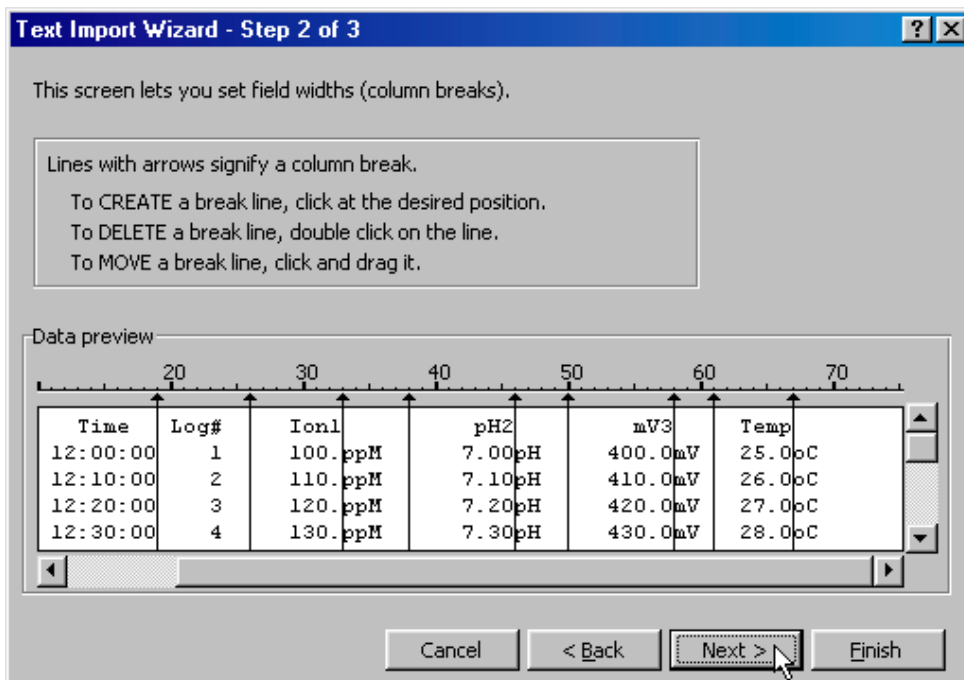 Text Import Wizard - Step 2 of 3
This screen lets you set field widths (column breaks).
Lines with arrows signify a column break.
To CREATE a break line, click at the desired position.
To DELETE a break line, double click on the line.
To MOVE a break line, click and drag it.
Data preview
20 30 40 50 60 70
Time Log# Ion1 pH2 mV3 Temp
12:00:00 1 100.ppM 7.00pH 400.0mV 25.0oC
12:10:00 2 110.ppM 7.10pH 410.0mV 26.0oC
12:20:00 3 120.ppM 7.20pH 420.0mV 27.0oC
12:30:00 4 130.ppM 7.30pH 430.0mV 28.0oC
Cancel < Back Next > Finish